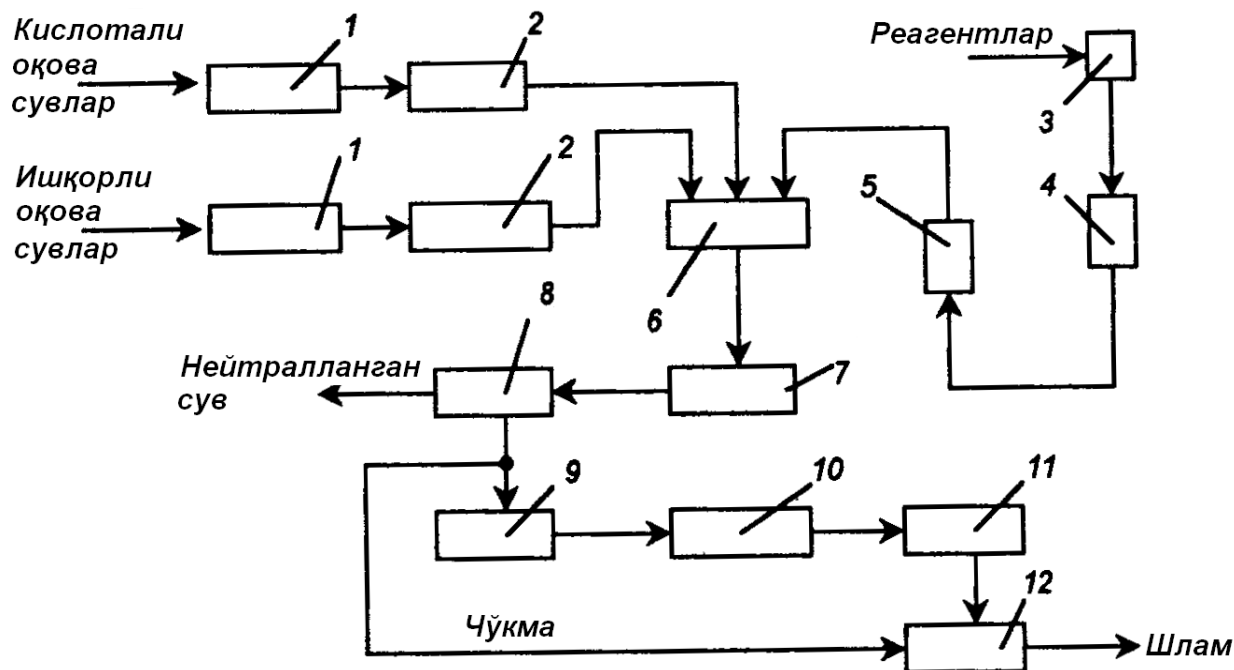 Кислотали
оқова
сувлар
1
2
Реагентлар
3
Ишқорли
оқова
сувлар
1
2
6
5
4
Нейтралланган
сув
8
7
9
10
11
Чўкма
12
Шлам